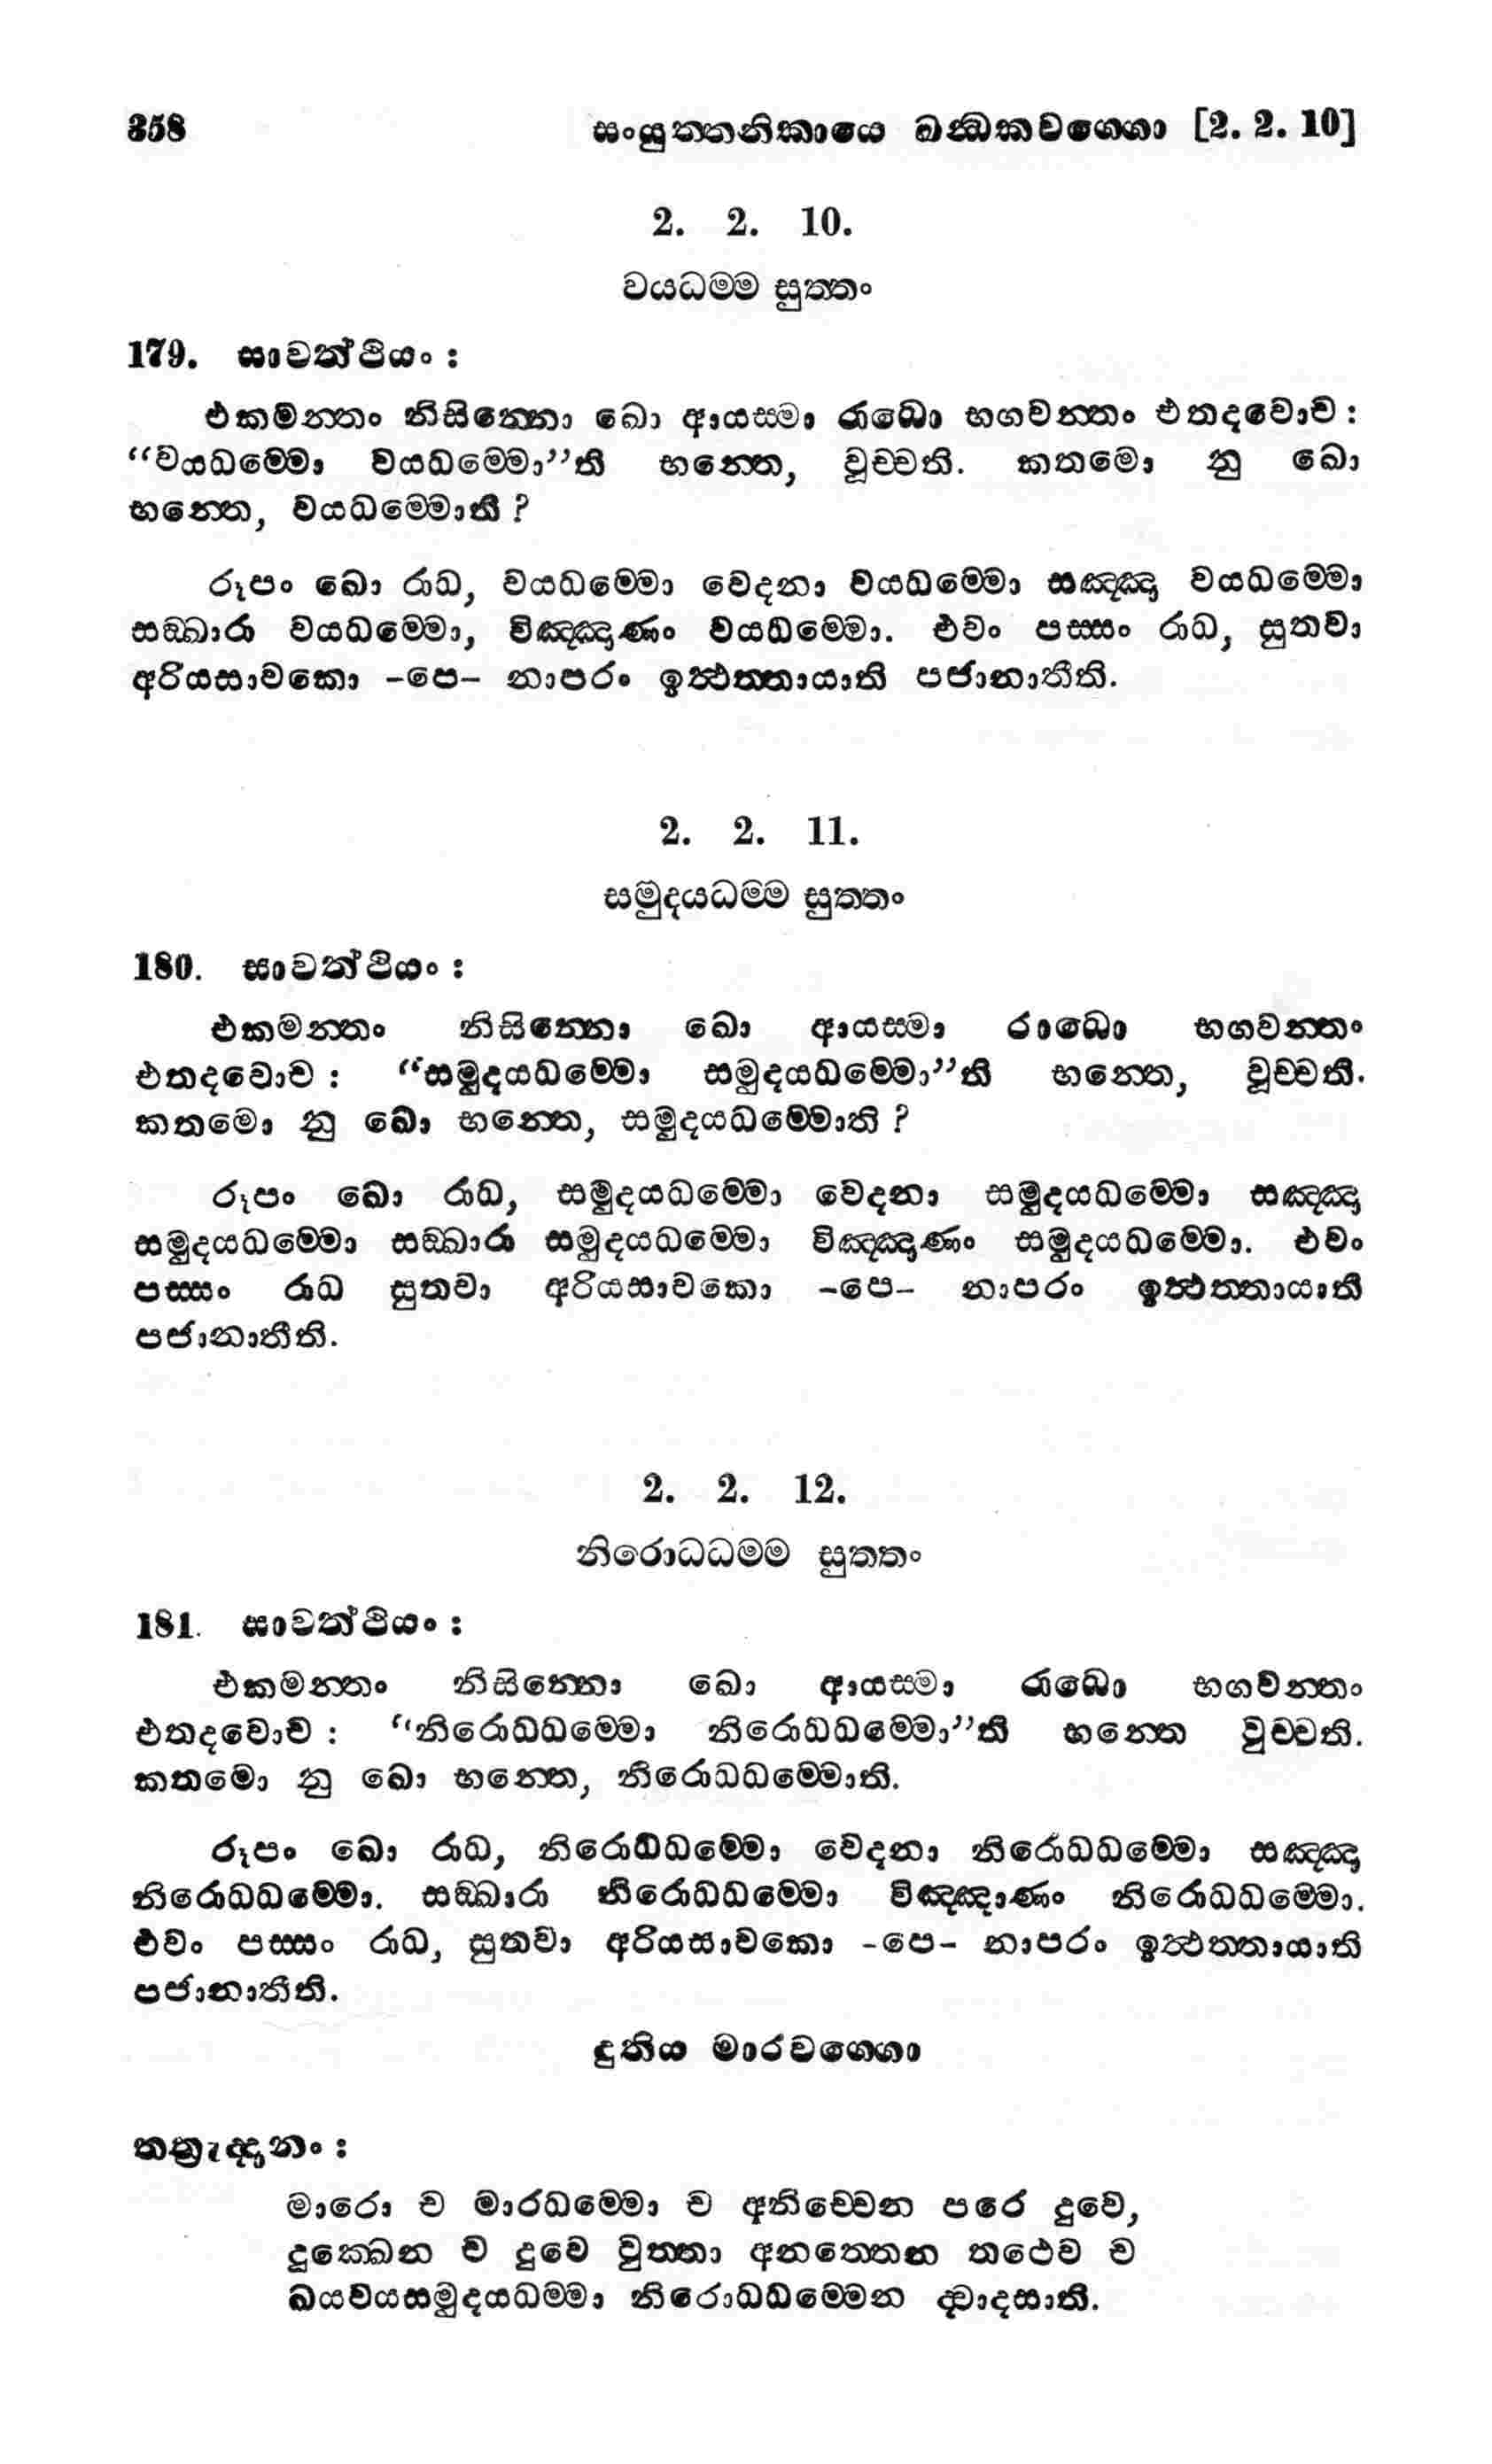 358 සංයුත්තනිකායෙ ඛන්ධකවග්ගො [2. 2. 10]
2. 2. 10.
වයධම්ම සුත්තං
179. සාවත්ථියං :
එකමන්තං නිසින්නො ඛො ආයස්මා රාධො භගවන්තං එතදවොච :
“වයධම්මො වයධම්මො”ති භන්තෙ, වූච්චති. කතමො නු ඛො
භන්තෙ, වයධම්මොති ?
රූපං ඛො රාධ, වයධම්මො වෙදනා වයධම්මො සඤ්ඤා වයධම්මො
සඞ්ඛාරා වයධම්මො, විඤ්ඤාණං වයධම්මො. එවං පස්සං රාධ, සුතවා
අරියසාවකො -පෙ- නාපරං ඉත්ථත්තායාති පජානාතීති.
2. 2. 11.
සමුදයධම්ම සුත්තං
180. සාවත්ථියං :
එකමන්තං නිසින්නො ඛො ආයස්මා රාධො භගවන්තං
එතදවොච : “සමුදයධම්මො සමුදයධම්මො”ති භන්තෙ, වූච්චති.
කතමො නු ඛො භන්තෙ, සමුදයධම්මොති ?
රූපං ඛො රාධ, සමුදයධම්මො වෙදනා සමුදයධම්මො සඤ්ඤා
සමුදයධම්මො සඞ්ඛාරා සමුදයධම්මො විඤ්ඤාණං සමුදයධම්මො. එවං
පස්සං රාධ සුතවා අරියසාවකො -පෙ- නාපරං ඉත්ථත්තායාති
පජානාතීති.
2. 2. 12.
නිරොධධම්ම සුත්තං
181. සාවත්ථියං :
එකමන්තං නිසින්නො ඛො ආයස්මා රාධො භගවන්තං
එතදවොච : “නිරොධධම්මො නිරොධධම්මො”ති භන්තෙ වුච්චති.
කතමො නු ඛො භන්තෙ, නිරොධධම්මොති.
රූපං ඛො රාධ, නිරොධධම්මො වෙදනා නිරොධධම්මො සඤ්ඤා
නිරොධධම්මො. සඞ්ඛාරා නිරොධධම්මො විඤ්ඤාණං නිරොධධම්මො.
එවං පස්සං රාධ, සුතවා අරියසාවකො -පෙ- නාපරං ඉත්ථත්තායාති
පජානාතීති.
දුතිය මාරවග්ගො
තත්‍රුද්දානං :
මාරො ච මාරධම්මො ච අනිච්චෙන පරෙ දුවෙ,
දුක්ඛෙන ච දුවෙ වුත්තා අනත්තෙන තථෙව ච
ඛයවයසමුදයධම්මා නිරොධධම්මෙන ද්වාදසාති.